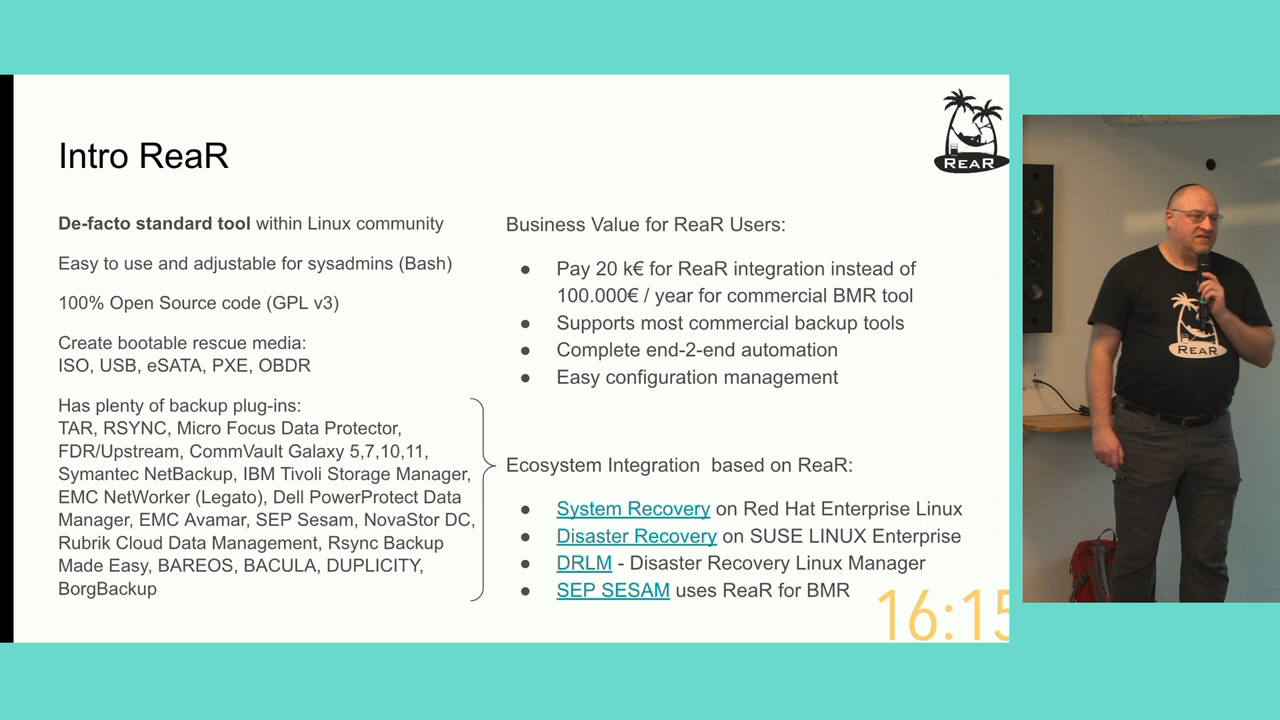 Intro ReaR
De-facto standard tool within Linux community
Easy to use and adjustable for sysadmins (Bash)
100% Open Source code (GPL v3)
Create bootable rescue media:
ISO, USB, eSATA, PXE, OBDR
Has plenty of backup plug-ins:
TAR, RSYNC, Micro Focus Data Protector,
FDR/Upstream, CommVault Galaxy 5,7,10,11,
Symantec NetBackup, IBM Tivoli Storage Manager,
EMC NetWorker (Legato), Dell PowerProtect Data
Manager, EMC Avamar, SEP Sesam, NovaStor DC,
Rubrik Cloud Data Management, Rsync Backup
Made Easy, BAREOS, BACULA, DUPLICITY,
BorgBackup
Business Value for ReaR Users:
● Pay 20 k€ for ReaR integration instead of
100.000€ / year for commercial BMR tool
● Supports most commercial backup tools
● Complete end-2-end automation
● Easy configuration management
Ecosystem Integration  based on ReaR:
● System Recovery on Red Hat Enterprise Linux
● Disaster Recovery on SUSE LINUX Enterprise
● DRLM - Disaster Recovery Linux Manager
● SEP SESAM uses ReaR for BMR
16:15
REAR
REAR